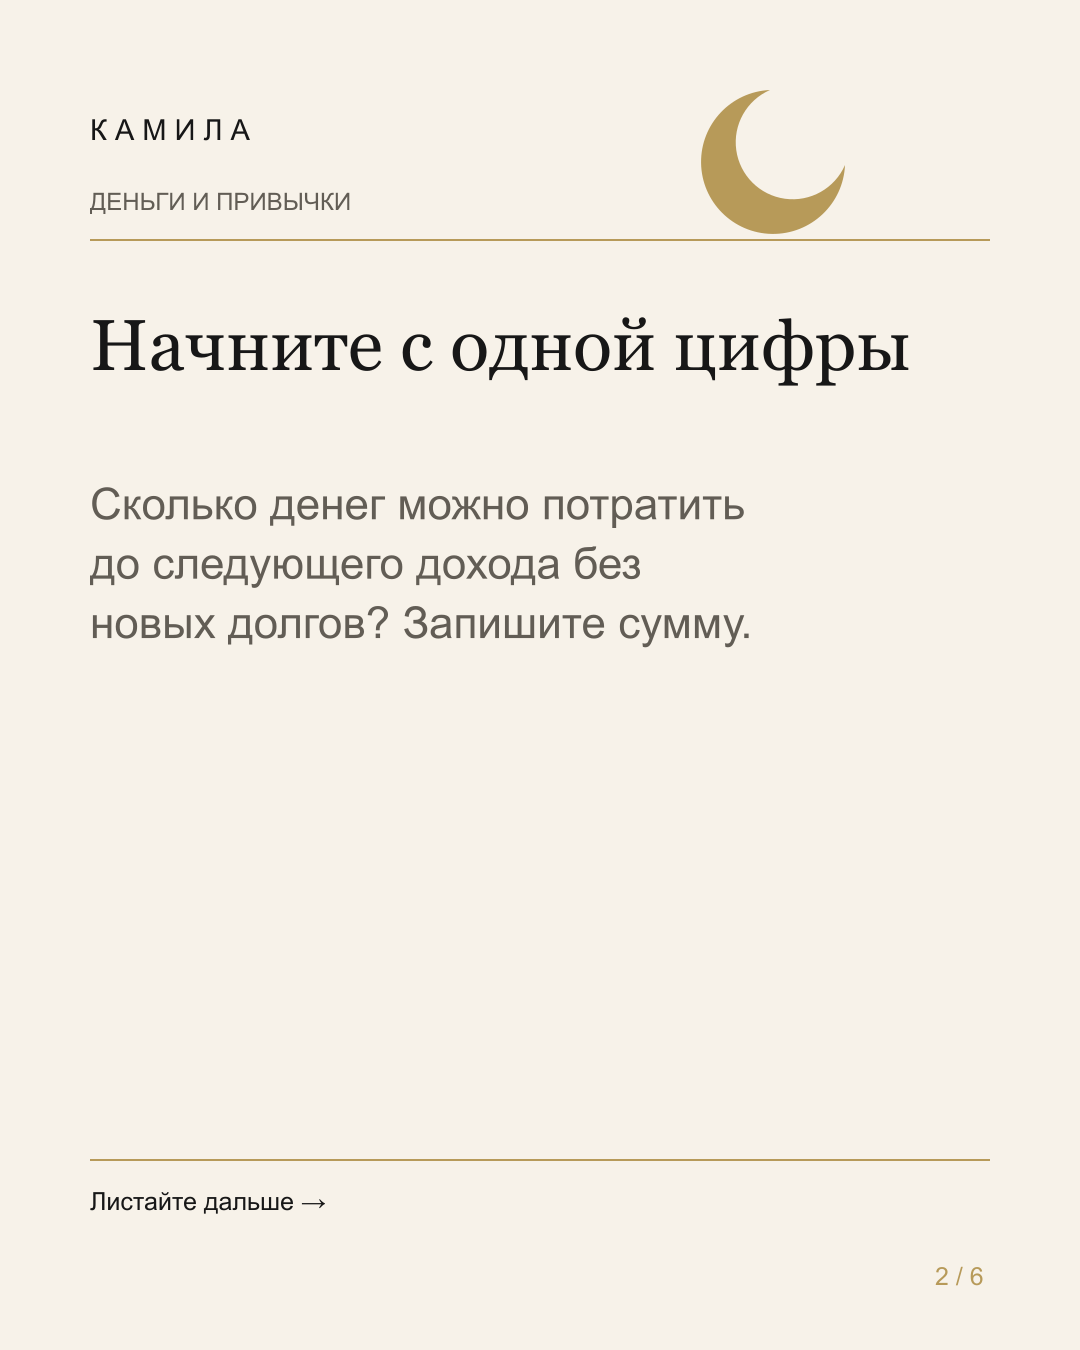 КАМИЛА
ДЕНЬГИ И ПРИВЫЧКИ
Начните с одной цифры
Сколько денег можно потратить
до следующего дохода без
новых долгов? Запишите сумму.
Листайте дальше →
2 / 6